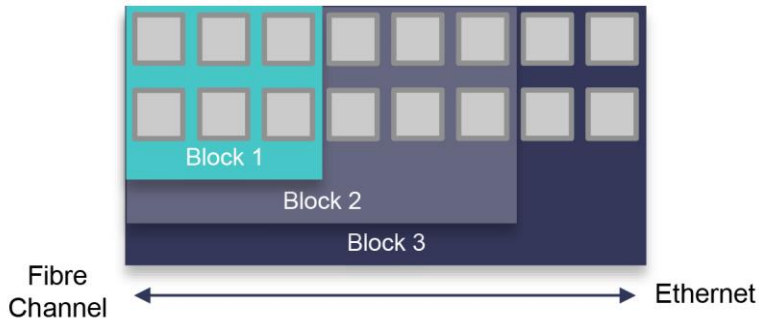 Block 1
Block 2
Block 3
Fibre
Channel
Ethernet